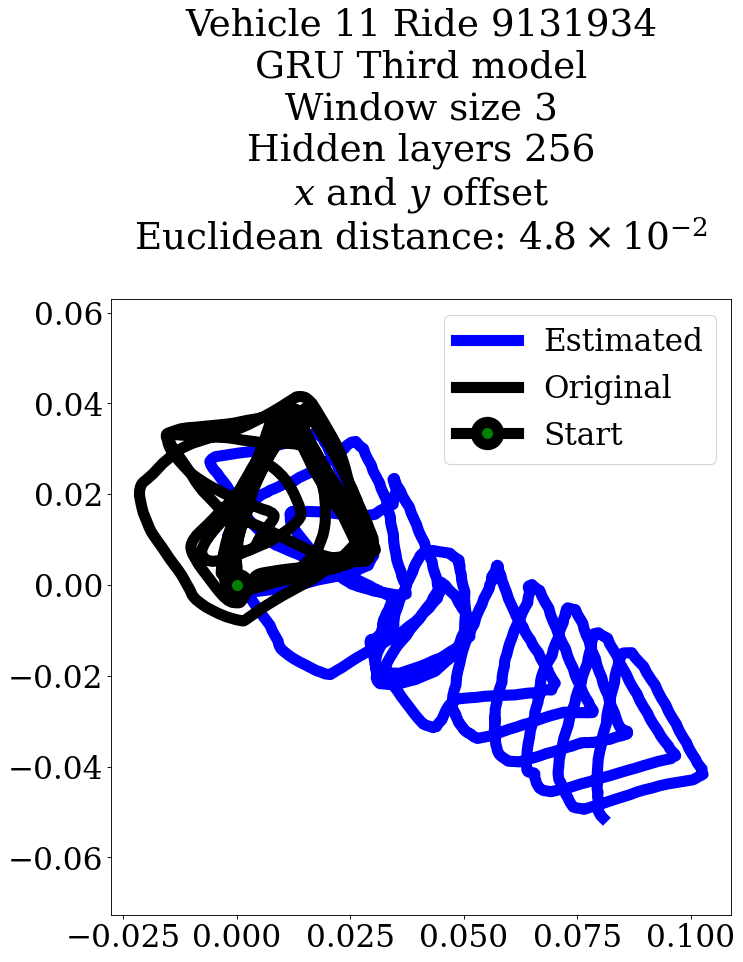 Vehicle 11 Ride 9131934
GRU Third model
Window size 3
Hidden layers 256
x and y offset
Euclidean distance: 4.8 × 10⁻²
Estimated
Original
Start
0.06
0.04
0.02
0.00
−0.02
−0.04
−0.06
−0.025 0.000 0.025 0.050 0.075 0.100